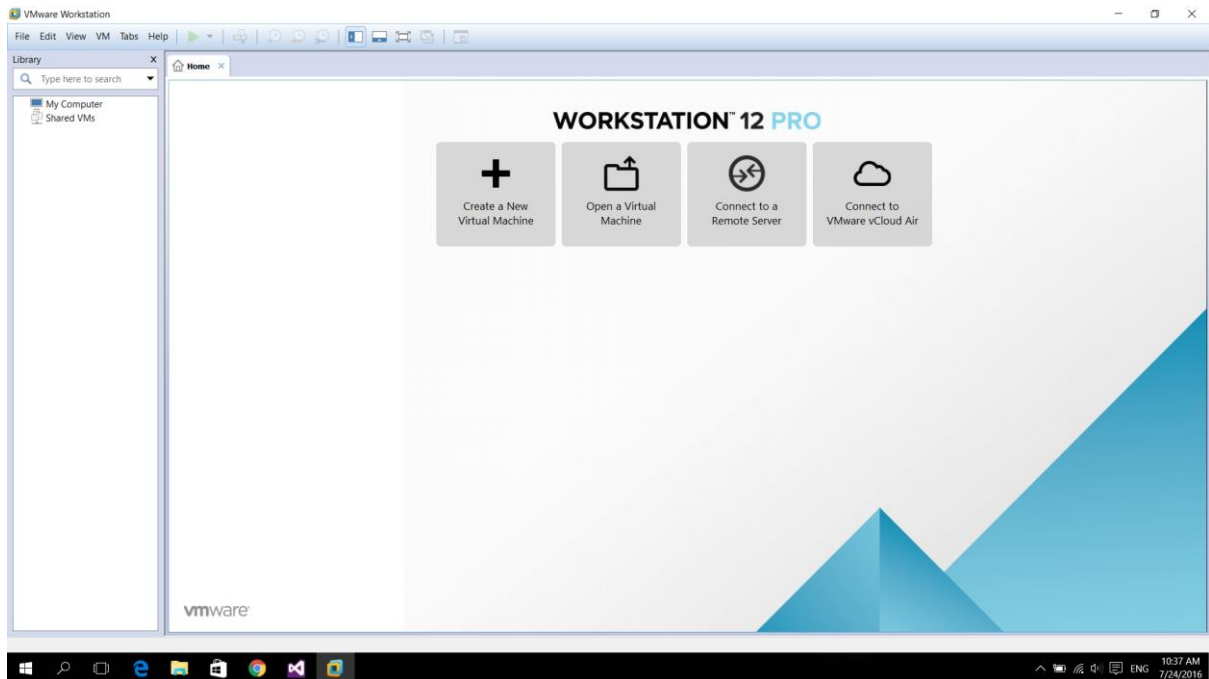 VMware Workstation
File Edit View VM Tabs Help
Library
Home
Type here to search
My Computer
Shared VMs
WORKSTATION™ 12 PRO
Create a New
Virtual Machine
Open a Virtual
Machine
Connect to a
Remote Server
Connect to
VMware vCloud Air
vmware
ENG
10:37 AM
7/24/2016